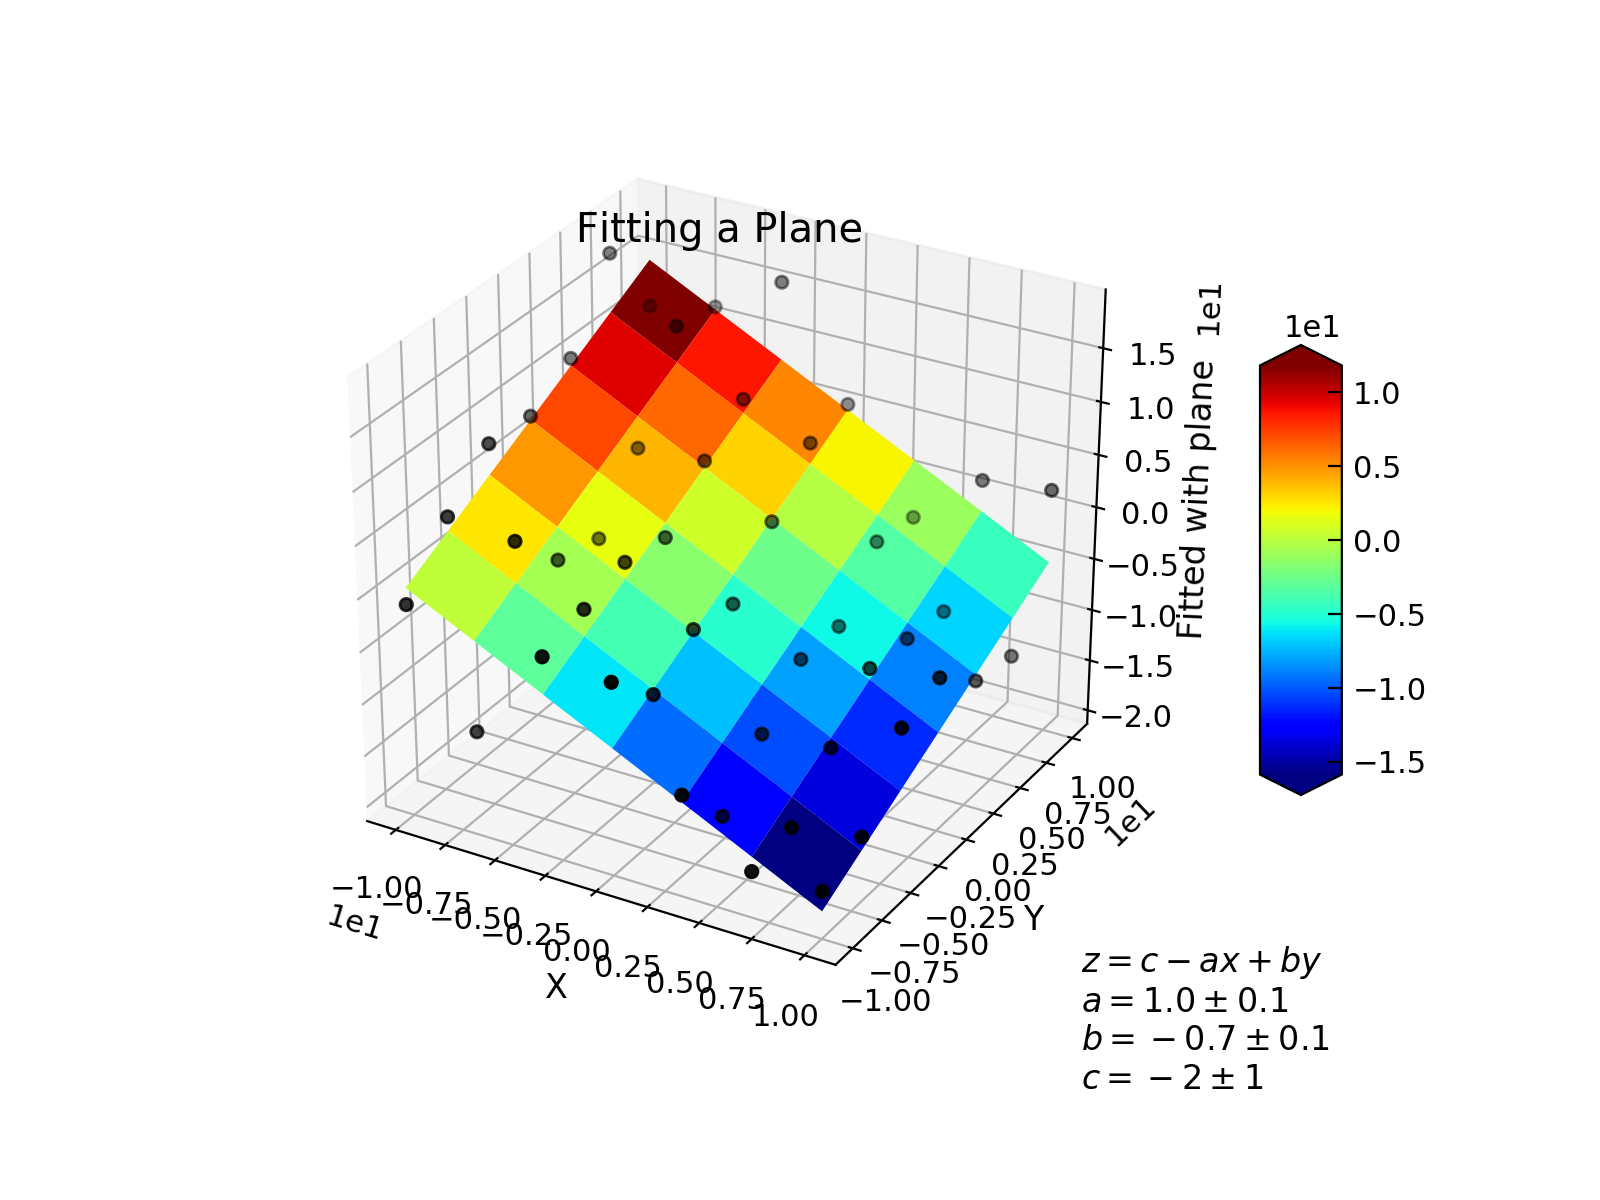 Fitting a Plane
1e1
1.5
1.0
0.5
0.0
−0.5
−1.0
−1.5
−2.0
Fitted with plane
1e1
1.0
0.5
0.0
−0.5
−1.0
−1.5
1.00
0.75
0.50
0.25
0.00
−0.25
−0.50
−0.75
−1.00
1e1
Y
−1.00
−0.75
−0.50
−0.25
0.00
0.25
0.50
0.75
1.00
1e1
X
z = c − ax + by
a = 1.0 ± 0.1
b = − 0.7 ± 0.1
c = − 2 ± 1